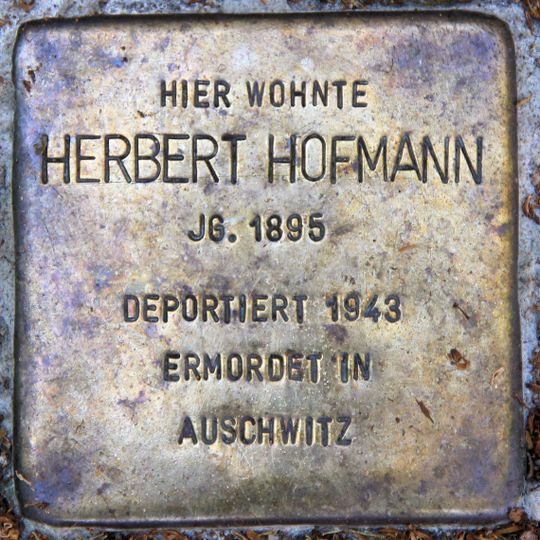 HIER WOHNTE
HERBERT HOFMANN
JG. 1895
DEPORTIERT 1943
ERMORDET IN
AUSCHWITZ